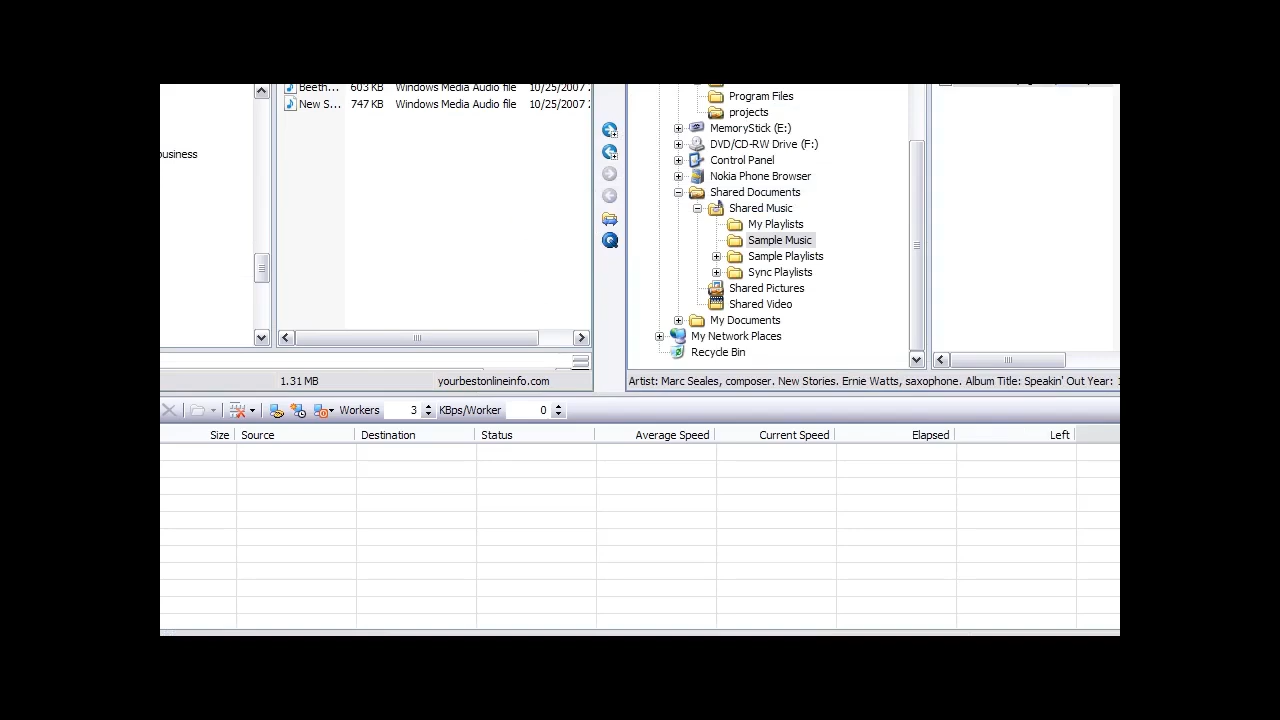 Beeth... 603 KB Windows Media Audio file 10/25/2007
New S... 747 KB Windows Media Audio file 10/25/2007
business
Program Files
projects
MemoryStick (E:)
DVD/CD-RW Drive (F:)
Control Panel
Nokia Phone Browser
Shared Documents
Shared Music
My Playlists
Sample Music
Sample Playlists
Sync Playlists
Shared Pictures
Shared Video
My Documents
My Network Places
Recycle Bin
1.31 MB yourbestonlineinfo.com
Artist: Marc Seales, composer. New Stories. Ernie Watts, saxophone. Album Title: Speakin' Out Year:
Workers 3 KBps/Worker 0
Size Source Destination Status Average Speed Current Speed Elapsed Left